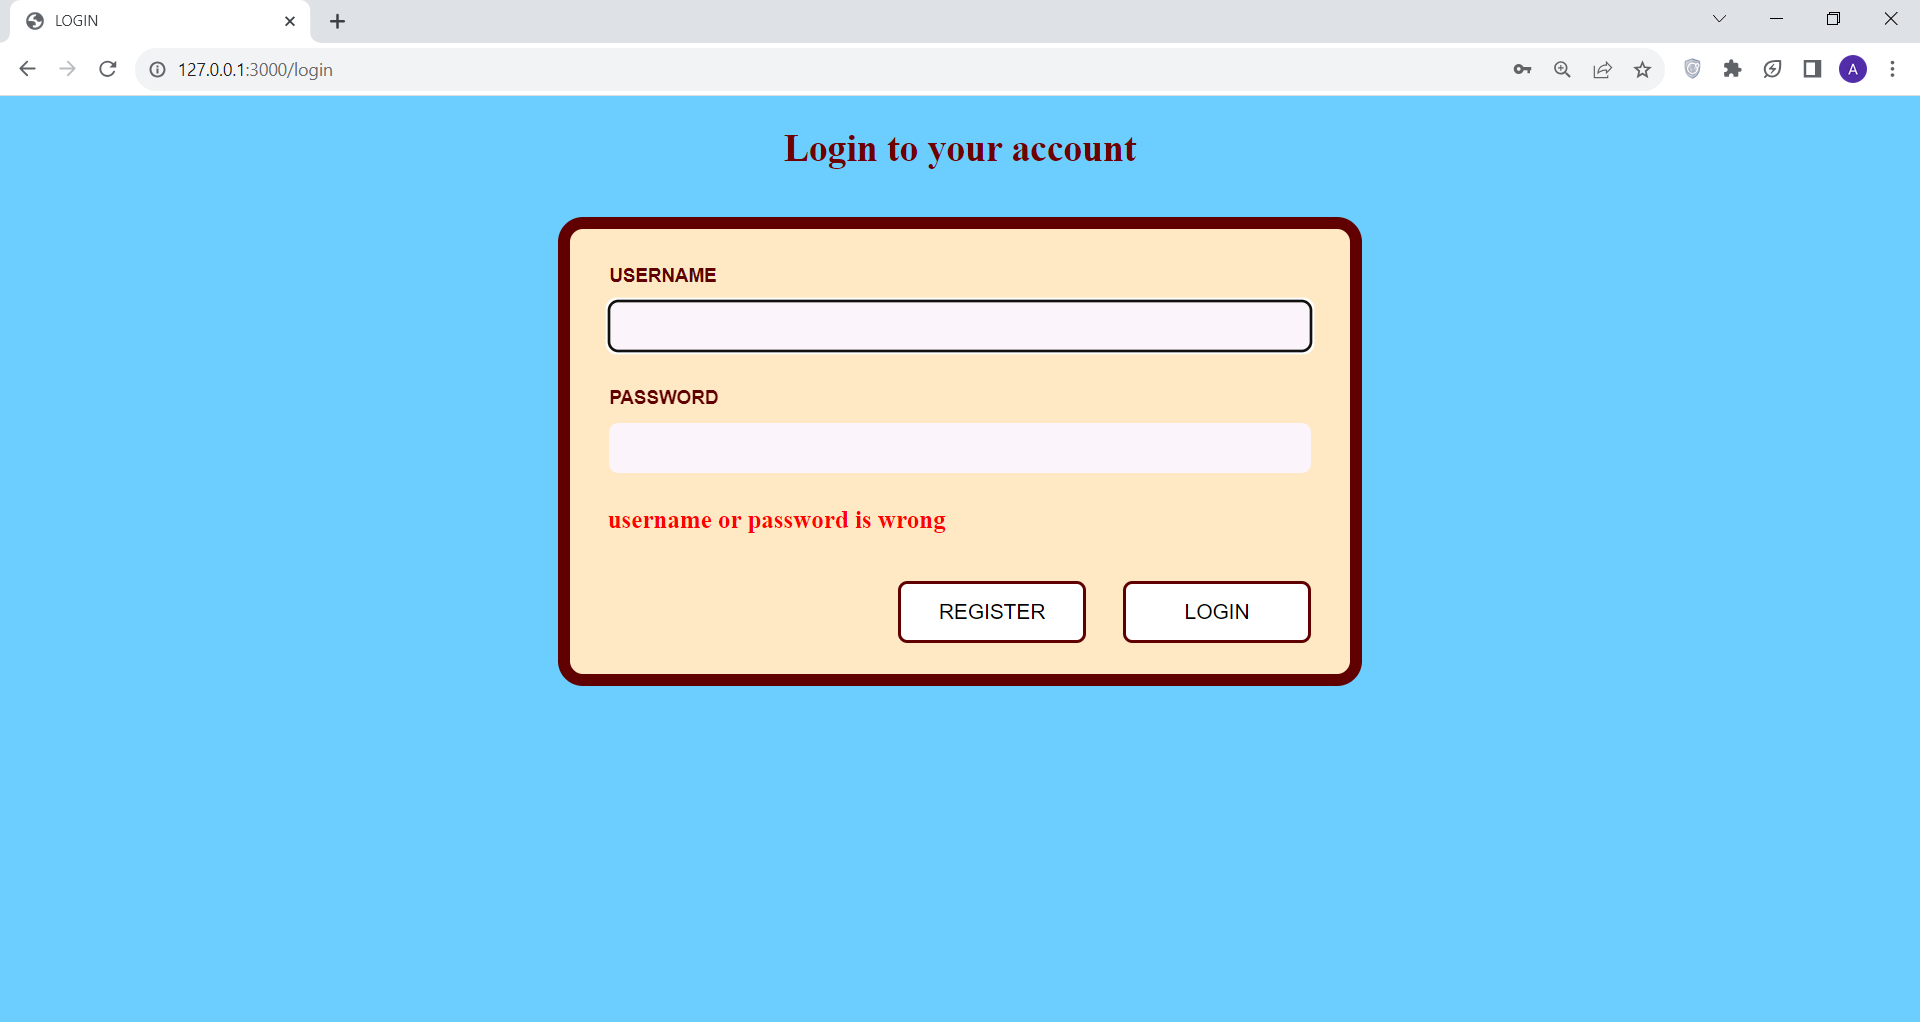 LOGIN
127.0.0.1:3000/login
A
Login to your account
USERNAME
PASSWORD
username or password is wrong
REGISTER LOGIN